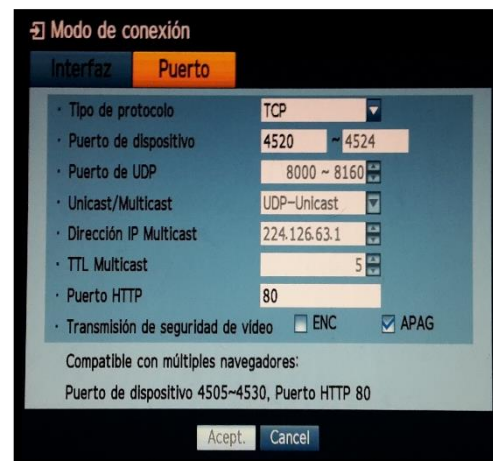 Modo de conexión
Interfaz Puerto
· Tipo de protocolo TCP
· Puerto de dispositivo 4520 ~ 4524
· Puerto de UDP 8000 ~ 8160
· Unicast/Multicast UDP-Unicast
· Dirección IP Multicast 224.126.63.1
· TTL Multicast 5
· Puerto HTTP 80
· Transmisión de seguridad de video ENC APAG
Compatible con múltiples navegadores:
Puerto de dispositivo 4505~4530, Puerto HTTP 80
Acept. Cancel